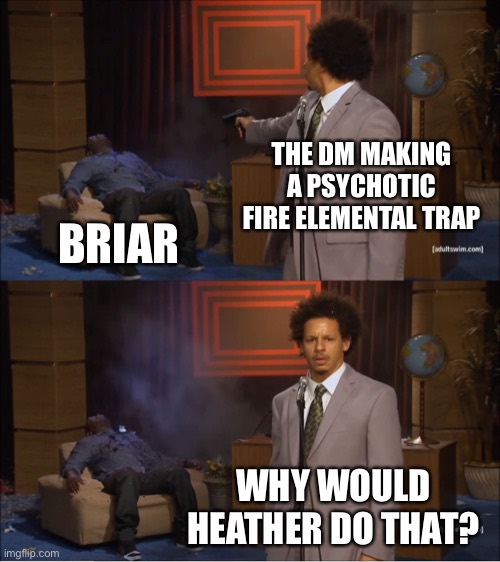 THE DM MAKING
A PSYCHOTIC
FIRE ELEMENTAL TRAP
BRIAR
[adultswim.com]
WHY WOULD
HEATHER DO THAT?
imgflip.com